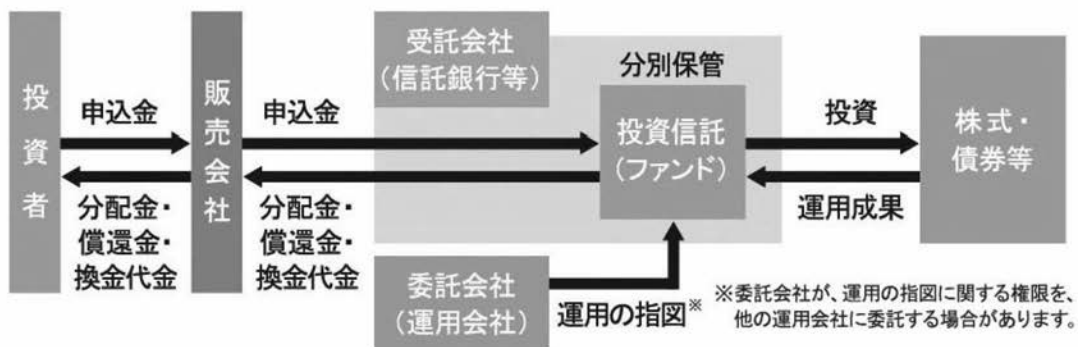 投資者
申込金
分配金・
償還金・
換金代金
販売会社
申込金
分配金・
償還金・
換金代金
受託会社
(信託銀行等)
分別保管
投資信託
(ファンド)
委託会社
(運用会社)
運用の指図※
投資
運用成果
株式・
債券等
※委託会社が、運用の指図に関する権限を、
他の運用会社に委託する場合があります。